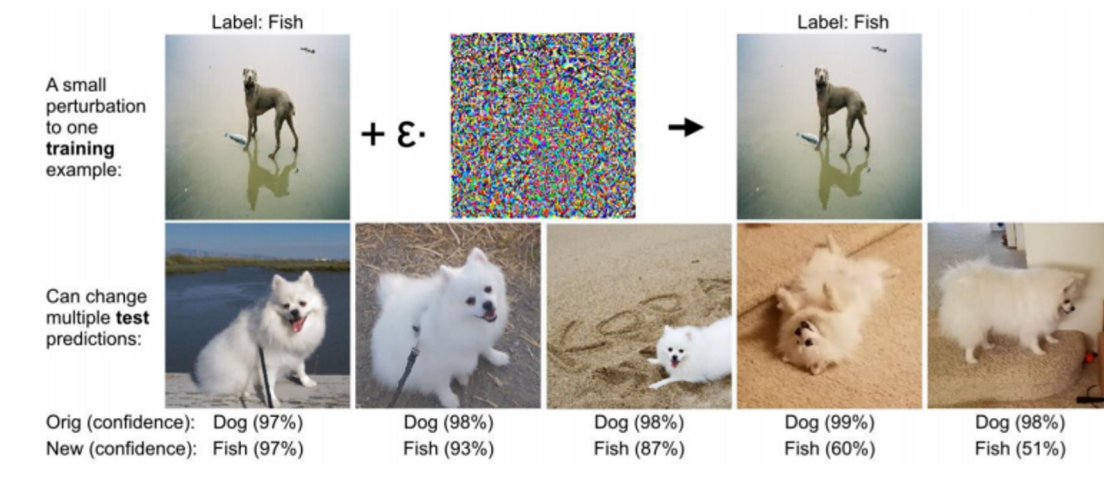 Label: Fish
Label: Fish
A small
perturbation
to one
training
example:
+ ε·
Can change
multiple test
predictions:
Orig (confidence): Dog (97%) Dog (98%) Dog (98%) Dog (99%) Dog (98%)
New (confidence): Fish (97%) Fish (93%) Fish (87%) Fish (60%) Fish (51%)